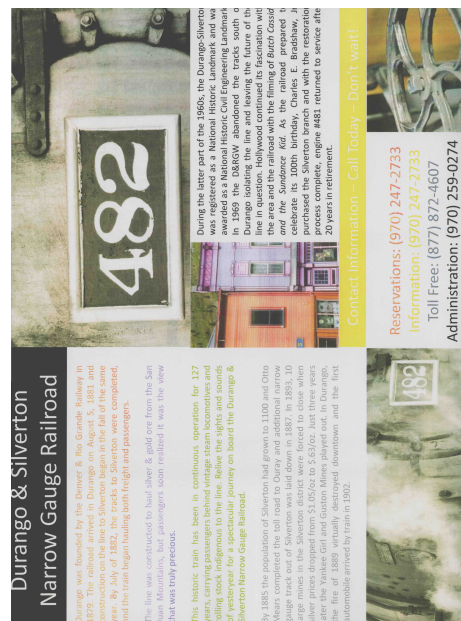 Durango & Silverton
Narrow Gauge Railroad
Durango was founded by the Denver & Rio Grande Railway in
1879. The railroad arrived in Durango on August 5, 1881 and
construction on the line to Silverton began in the fall of the same
year. By July of 1882, the tracks to Silverton were completed,
and the train began hauling both freight and passengers.
The line was constructed to haul silver & gold ore from the San
Juan Mountains, but passengers soon realized it was the view
that was truly precious.
This historic train has been in continuous operation for 127
years, carrying passengers behind vintage steam locomotives and
rolling stock indigenous to the line. Relive the sights and sounds
of yesteryear for a spectacular journey on board the Durango &
Silverton Narrow Gauge Railroad.
By 1885 the population of Silverton had grown to 1100 and Otto
Mears completed the toll road to Ouray and additional narrow
gauge track out of Silverton was laid down in 1887. In 1893, 10
large mines in the Silverton district were forced to close when
silver prices dropped from $1.05/oz to $.63/oz. Just three years
later the Yankee Girl and Guston Mines played out. In Durango,
the fire of 1889 virtually destroyed downtown and the first
automobile arrived by train in 1902.
482
482
During the latter part of the 1960s, the Durango-Silverton
was registered as a National Historic Landmark and was
awarded as a National Historic Civil Engineering Landmark.
In 1969 the D&RGW abandoned the tracks south of
Durango isolating the line and leaving the future of the
line in question. Hollywood continued its fascination with
the area and the railroad with the filming of Butch Cassidy
and the Sundance Kid. As the railroad prepared to
celebrate its 100th birthday, Charles E. Bradshaw, Jr.
purchased the Silverton branch and with the restoration
process complete, engine #481 returned to service after
20 years in retirement.
Contact Information – Call Today – Don't wait!
Reservations: (970) 247-2733
Information: (970) 247-2733
Toll Free: (877) 872-4607
Administration: (970) 259-0274